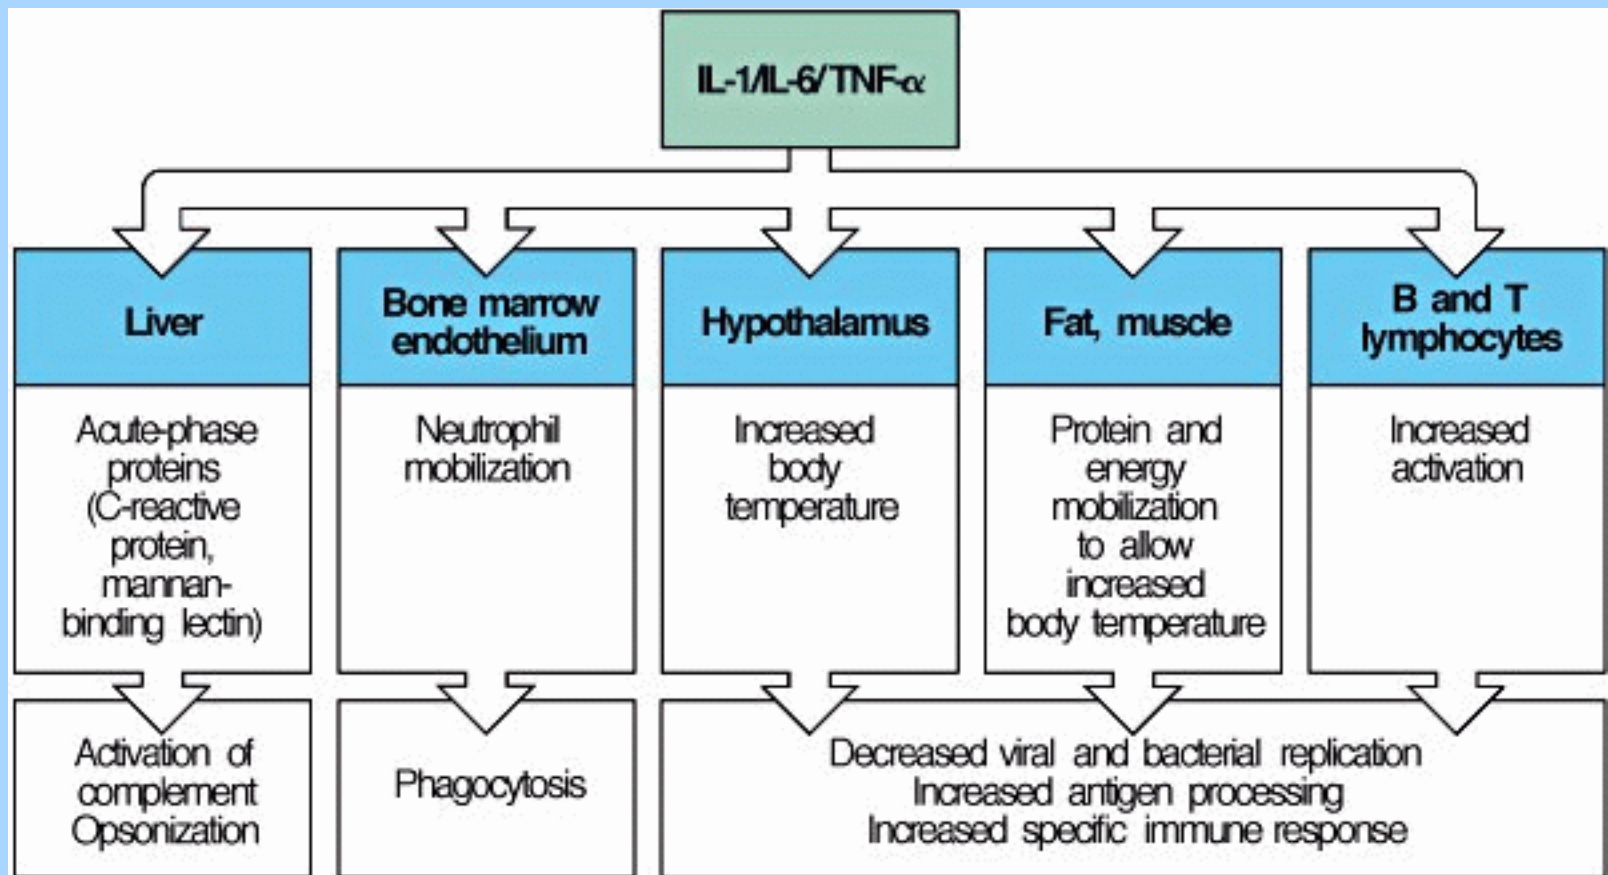 IL-1/IL-6/TNF-α
Liver
Bone marrow
endothelium
Hypothalamus
Fat, muscle
B and T
lymphocytes
Acute-phase
proteins
(C-reactive
protein,
mannan-
binding lectin)
Neutrophil
mobilization
Increased
body
temperature
Protein and
energy
mobilization
to allow
increased
body temperature
Increased
activation
Activation of
complement
Opsonization
Phagocytosis
Decreased viral and bacterial replication
Increased antigen processing
Increased specific immune response